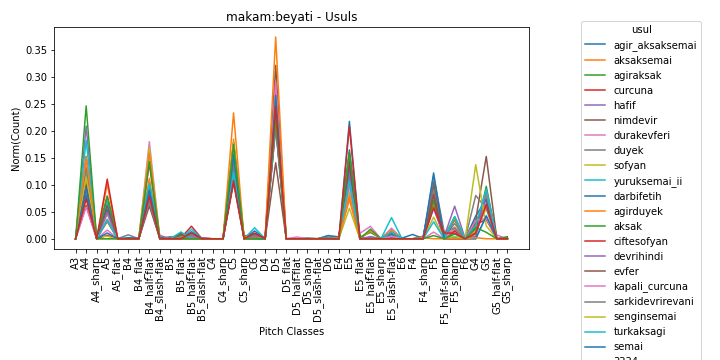 makam:beyati - Usuls
Norm(Count)
0.35
0.30
0.25
0.20
0.15
0.10
0.05
0.00
A3
A4
A4_sharp
A5
A5_flat
B4
B4_flat
B4_half-flat
B4_slash-flat
B5
B5_flat
B5_half-flat
B5_slash-flat
C4
C4_sharp
C5
C5_sharp
C6
D4
D5
D5_flat
D5_half-flat
D5_sharp
D5_slash-flat
D6
E4
E5
E5_flat
E5_half-flat
E5_sharp
E5_slash-flat
E6
F4
F4_sharp
F5
F5_half-sharp
F5_sharp
F6
G4
G5
G5_half-flat
G5_sharp
Pitch Classes
usul
agir_aksaksemai
aksaksemai
agiraksak
curcuna
hafif
nimdevir
durakevferi
duyek
sofyan
yuruksemai_ii
darbifetih
agirduyek
aksak
ciftesofyan
devrihindi
evfer
kapali_curcuna
sarkidevrirevani
senginsemai
turkaksagi
semai